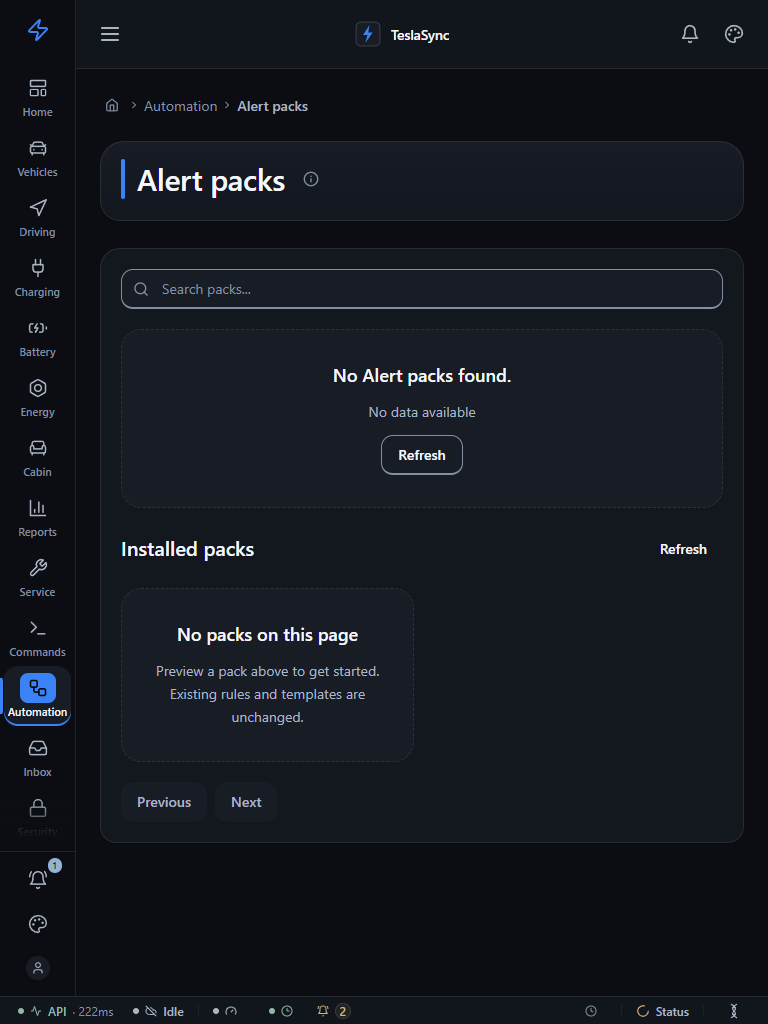 TeslaSync
Home
Vehicles
Driving
Charging
Battery
Energy
Cabin
Reports
Service
Commands
Automation
Inbox
Security
1
Automation
Alert packs
Alert packs
Search packs...
No Alert packs found.
No data available
Refresh
Installed packs
Refresh
No packs on this page
Preview a pack above to get started.
Existing rules and templates are
unchanged.
Previous
Next
API · 222ms
Idle
2
Status